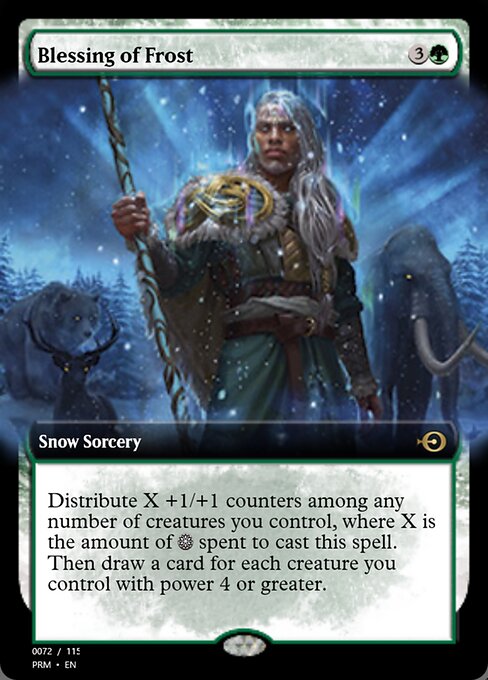 Blessing of Frost 3
Snow Sorcery
Distribute X +1/+1 counters among any
number of creatures you control, where X is
the amount of spent to cast this spell.
Then draw a card for each creature you
control with power 4 or greater.
0072 / 115
PRM • EN